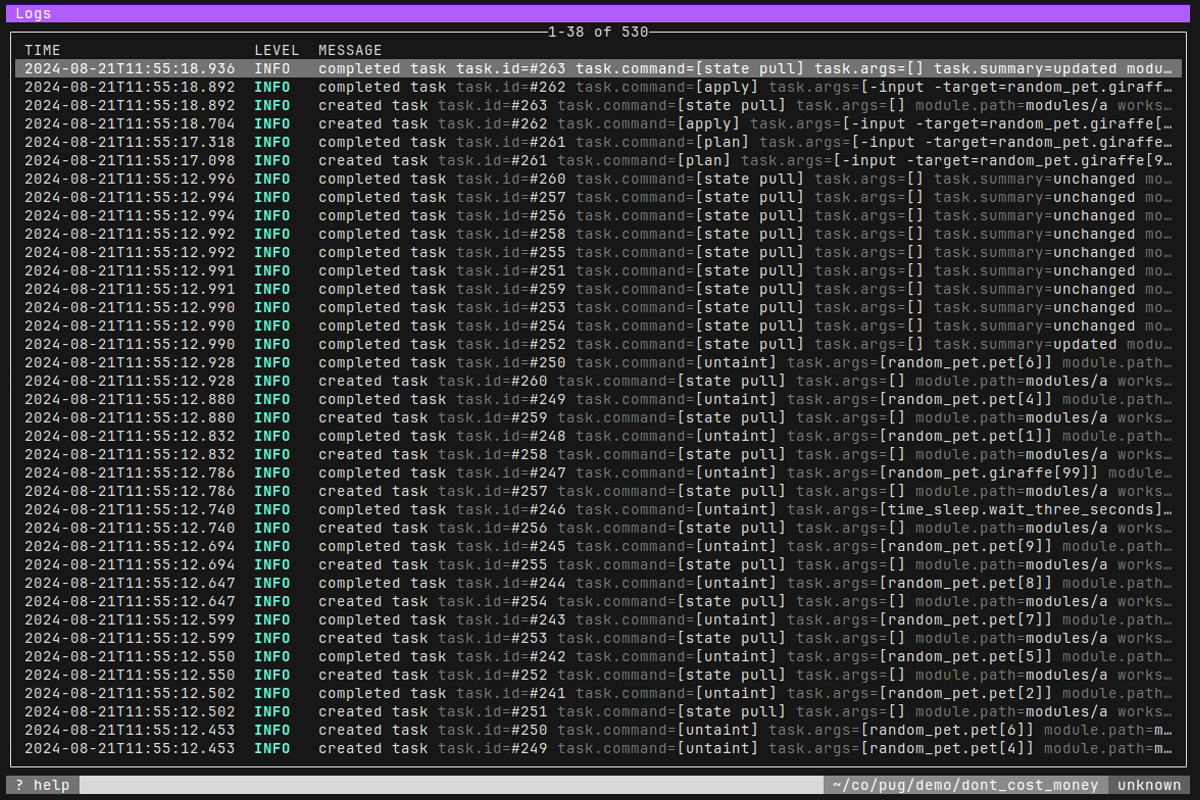 Logs
1-38 of 530
TIME LEVEL MESSAGE
2024-08-21T11:55:18.936 INFO completed task task.id=#263 task.command=[state pull] task.args=[] task.summary=updated modu…
2024-08-21T11:55:18.892 INFO completed task task.id=#262 task.command=[apply] task.args=[-input -target=random_pet.giraff…
2024-08-21T11:55:18.892 INFO created task task.id=#263 task.command=[state pull] task.args=[] module.path=modules/a works…
2024-08-21T11:55:18.704 INFO created task task.id=#262 task.command=[apply] task.args=[-input -target=random_pet.giraffe[…
2024-08-21T11:55:17.318 INFO completed task task.id=#261 task.command=[plan] task.args=[-input -target=random_pet.giraffe…
2024-08-21T11:55:17.098 INFO created task task.id=#261 task.command=[plan] task.args=[-input -target=random_pet.giraffe[9…
2024-08-21T11:55:12.996 INFO completed task task.id=#260 task.command=[state pull] task.args=[] task.summary=unchanged mo…
2024-08-21T11:55:12.994 INFO completed task task.id=#257 task.command=[state pull] task.args=[] task.summary=unchanged mo…
2024-08-21T11:55:12.994 INFO completed task task.id=#256 task.command=[state pull] task.args=[] task.summary=unchanged mo…
2024-08-21T11:55:12.992 INFO completed task task.id=#258 task.command=[state pull] task.args=[] task.summary=unchanged mo…
2024-08-21T11:55:12.992 INFO completed task task.id=#255 task.command=[state pull] task.args=[] task.summary=unchanged mo…
2024-08-21T11:55:12.991 INFO completed task task.id=#251 task.command=[state pull] task.args=[] task.summary=unchanged mo…
2024-08-21T11:55:12.991 INFO completed task task.id=#259 task.command=[state pull] task.args=[] task.summary=unchanged mo…
2024-08-21T11:55:12.990 INFO completed task task.id=#253 task.command=[state pull] task.args=[] task.summary=unchanged mo…
2024-08-21T11:55:12.990 INFO completed task task.id=#254 task.command=[state pull] task.args=[] task.summary=unchanged mo…
2024-08-21T11:55:12.990 INFO completed task task.id=#252 task.command=[state pull] task.args=[] task.summary=updated modu…
2024-08-21T11:55:12.928 INFO completed task task.id=#250 task.command=[untaint] task.args=[random_pet.pet[6]] module.path…
2024-08-21T11:55:12.928 INFO created task task.id=#260 task.command=[state pull] task.args=[] module.path=modules/a works…
2024-08-21T11:55:12.880 INFO completed task task.id=#249 task.command=[untaint] task.args=[random_pet.pet[4]] module.path…
2024-08-21T11:55:12.880 INFO created task task.id=#259 task.command=[state pull] task.args=[] module.path=modules/a works…
2024-08-21T11:55:12.832 INFO completed task task.id=#248 task.command=[untaint] task.args=[random_pet.pet[1]] module.path…
2024-08-21T11:55:12.832 INFO created task task.id=#258 task.command=[state pull] task.args=[] module.path=modules/a works…
2024-08-21T11:55:12.786 INFO completed task task.id=#247 task.command=[untaint] task.args=[random_pet.giraffe[99]] module…
2024-08-21T11:55:12.786 INFO created task task.id=#257 task.command=[state pull] task.args=[] module.path=modules/a works…
2024-08-21T11:55:12.740 INFO completed task task.id=#246 task.command=[untaint] task.args=[time_sleep.wait_three_seconds]…
2024-08-21T11:55:12.740 INFO created task task.id=#256 task.command=[state pull] task.args=[] module.path=modules/a works…
2024-08-21T11:55:12.694 INFO completed task task.id=#245 task.command=[untaint] task.args=[random_pet.pet[9]] module.path…
2024-08-21T11:55:12.694 INFO created task task.id=#255 task.command=[state pull] task.args=[] module.path=modules/a works…
2024-08-21T11:55:12.647 INFO completed task task.id=#244 task.command=[untaint] task.args=[random_pet.pet[8]] module.path…
2024-08-21T11:55:12.647 INFO created task task.id=#254 task.command=[state pull] task.args=[] module.path=modules/a works…
2024-08-21T11:55:12.599 INFO completed task task.id=#243 task.command=[untaint] task.args=[random_pet.pet[7]] module.path…
2024-08-21T11:55:12.599 INFO created task task.id=#253 task.command=[state pull] task.args=[] module.path=modules/a works…
2024-08-21T11:55:12.550 INFO completed task task.id=#242 task.command=[untaint] task.args=[random_pet.pet[5]] module.path…
2024-08-21T11:55:12.550 INFO created task task.id=#252 task.command=[state pull] task.args=[] module.path=modules/a works…
2024-08-21T11:55:12.502 INFO completed task task.id=#241 task.command=[untaint] task.args=[random_pet.pet[2]] module.path…
2024-08-21T11:55:12.502 INFO created task task.id=#251 task.command=[state pull] task.args=[] module.path=modules/a works…
2024-08-21T11:55:12.453 INFO created task task.id=#250 task.command=[untaint] task.args=[random_pet.pet[6]] module.path=m…
2024-08-21T11:55:12.453 INFO created task task.id=#249 task.command=[untaint] task.args=[random_pet.pet[4]] module.path=m…
? help ~/co/pug/demo/dont_cost_money unknown